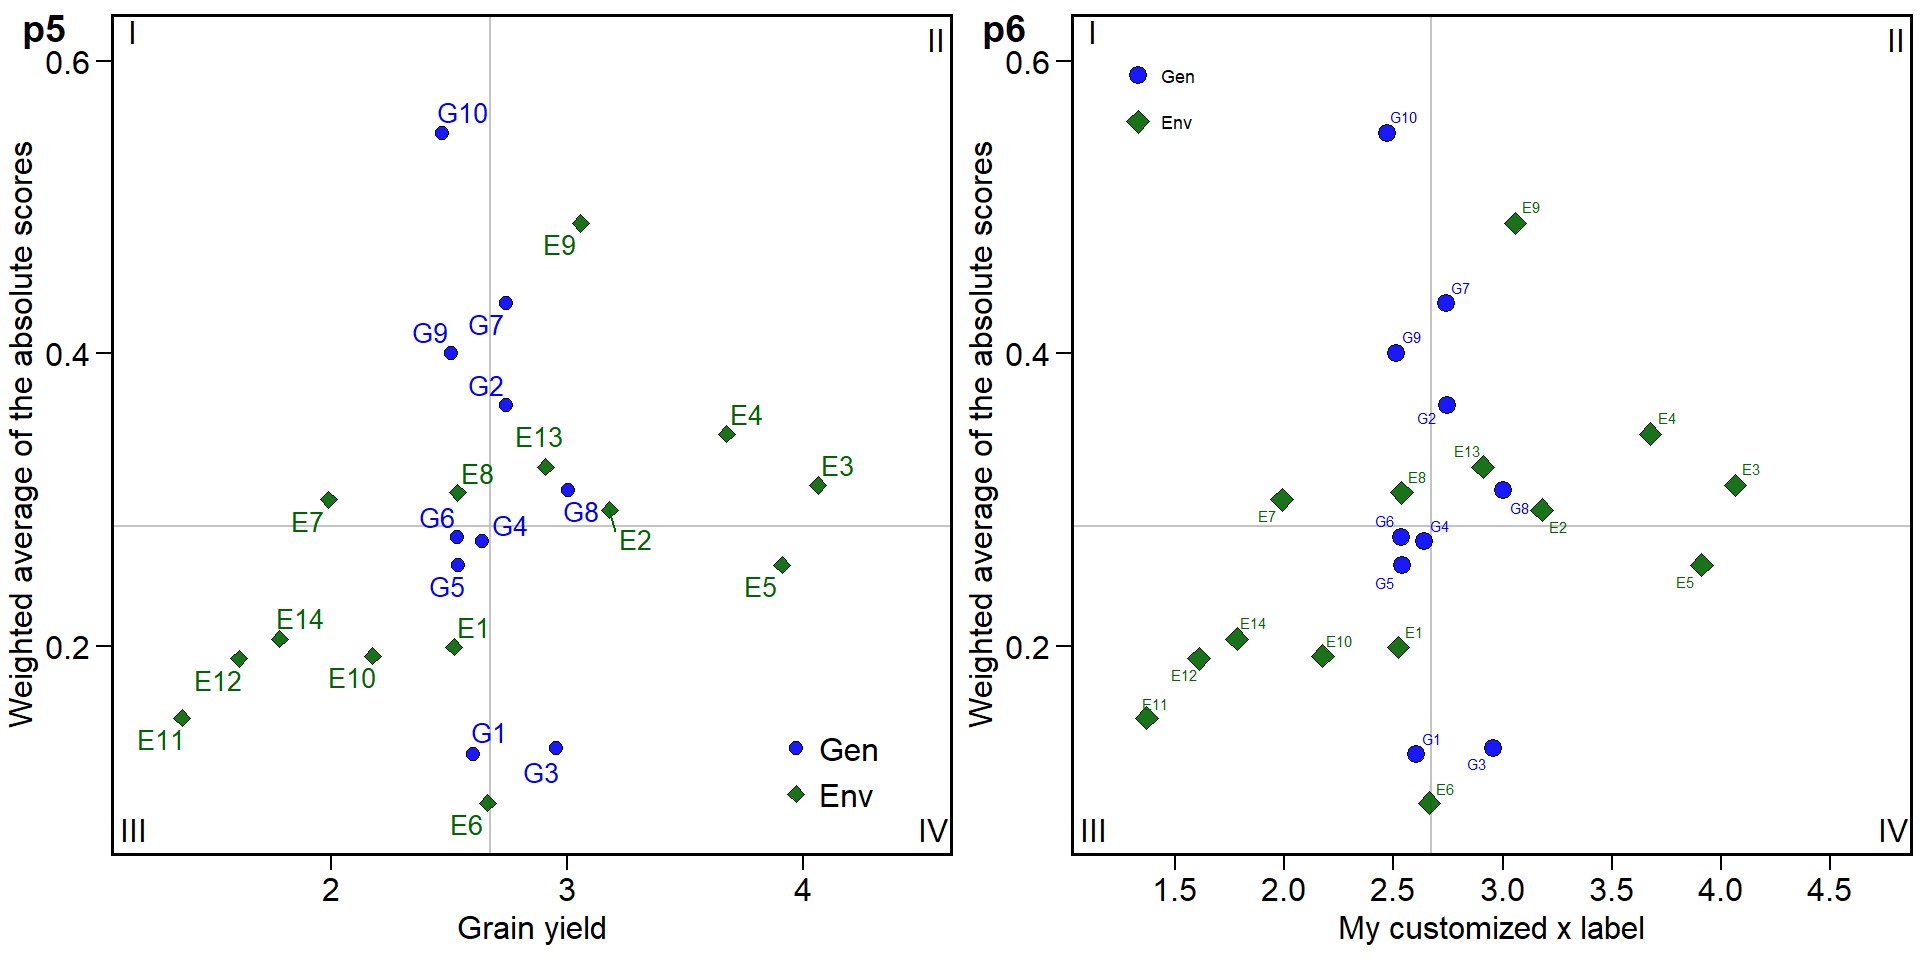 p5
I
II
0.6
G10
E9
G7
G9
0.4
G2
E4
E13
E3
E8
E7
G8
G6
G4
E2
G5
E5
E14
E1
0.2
E12
E10
E11
G1
G3
Gen
Env
E6
III
IV
2
3
4
Grain yield
Weighted average of the absolute scores
p6
I
II
0.6
Gen
Env
G10
E9
G7
G9
0.4
G2
E4
E13
E3
E8
E7
G8
G6
G4
E2
G5
E5
E14
E10
E1
0.2
E12
E11
G1
G3
E6
III
IV
1.5
2.0
2.5
3.0
3.5
4.0
4.5
My customized x label
Weighted average of the absolute scores